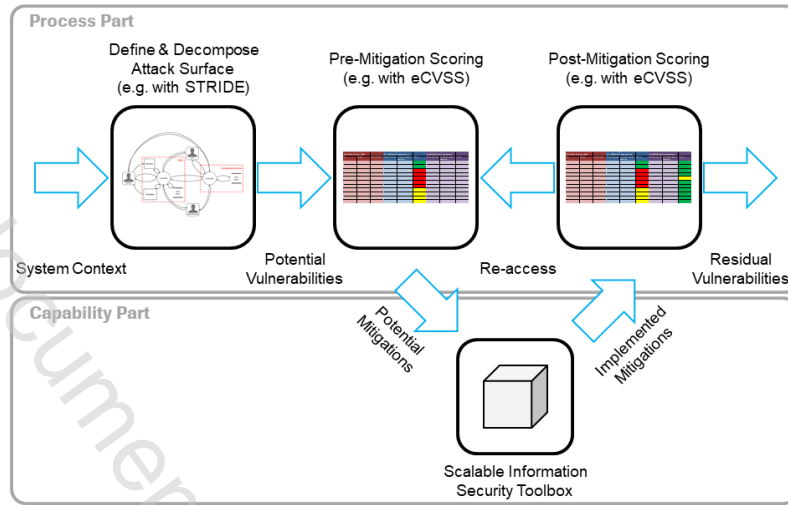 Process Part
Define & Decompose
Attack Surface
(e.g. with STRIDE)
Pre-Mitigation Scoring
(e.g. with eCVSS)
Post-Mitigation Scoring
(e.g. with eCVSS)
System Context
Potential
Vulnerabilities
Re-access
Residual
Vulnerabilities
Capability Part
Potential
Mitigations
Implemented
Mitigations
Scalable Information
Security Toolbox